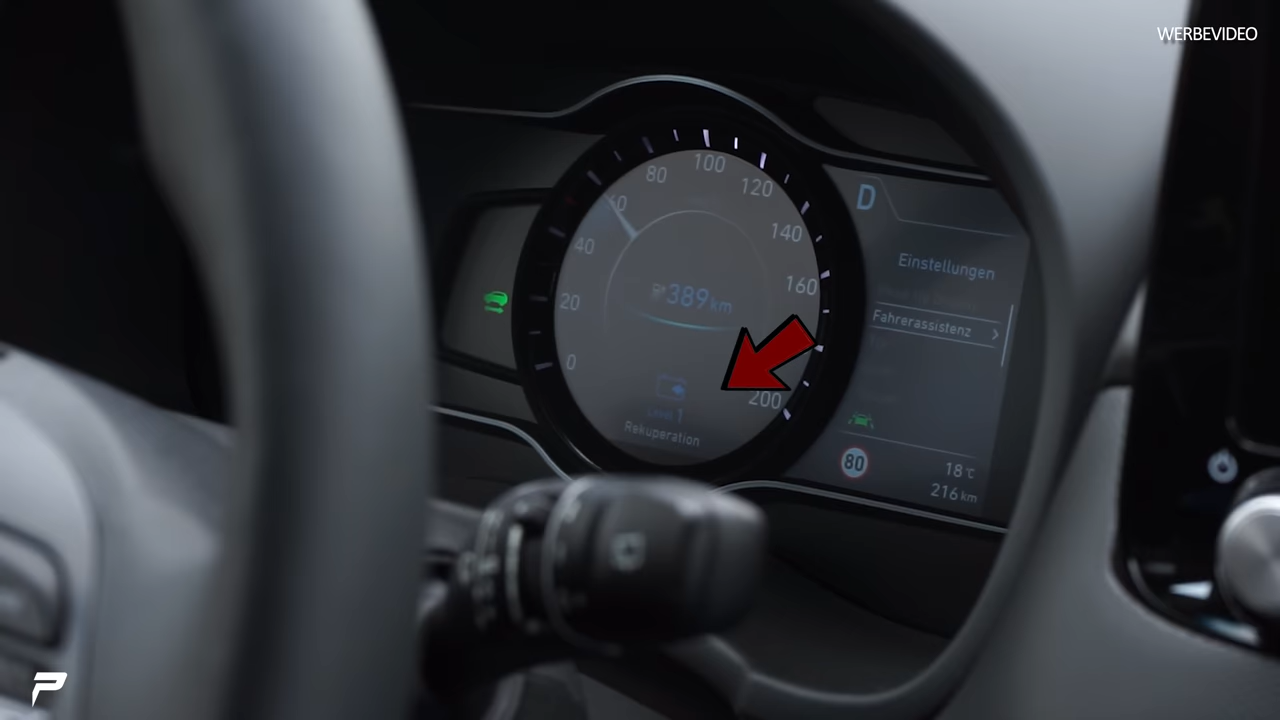 WERBEVIDEO
100
80
120
60
40
140
20
160
0
200
389 km
Level 1
Rekuperation
D
Einstellungen
Fahrerassistenz
80
18 °C
216 km